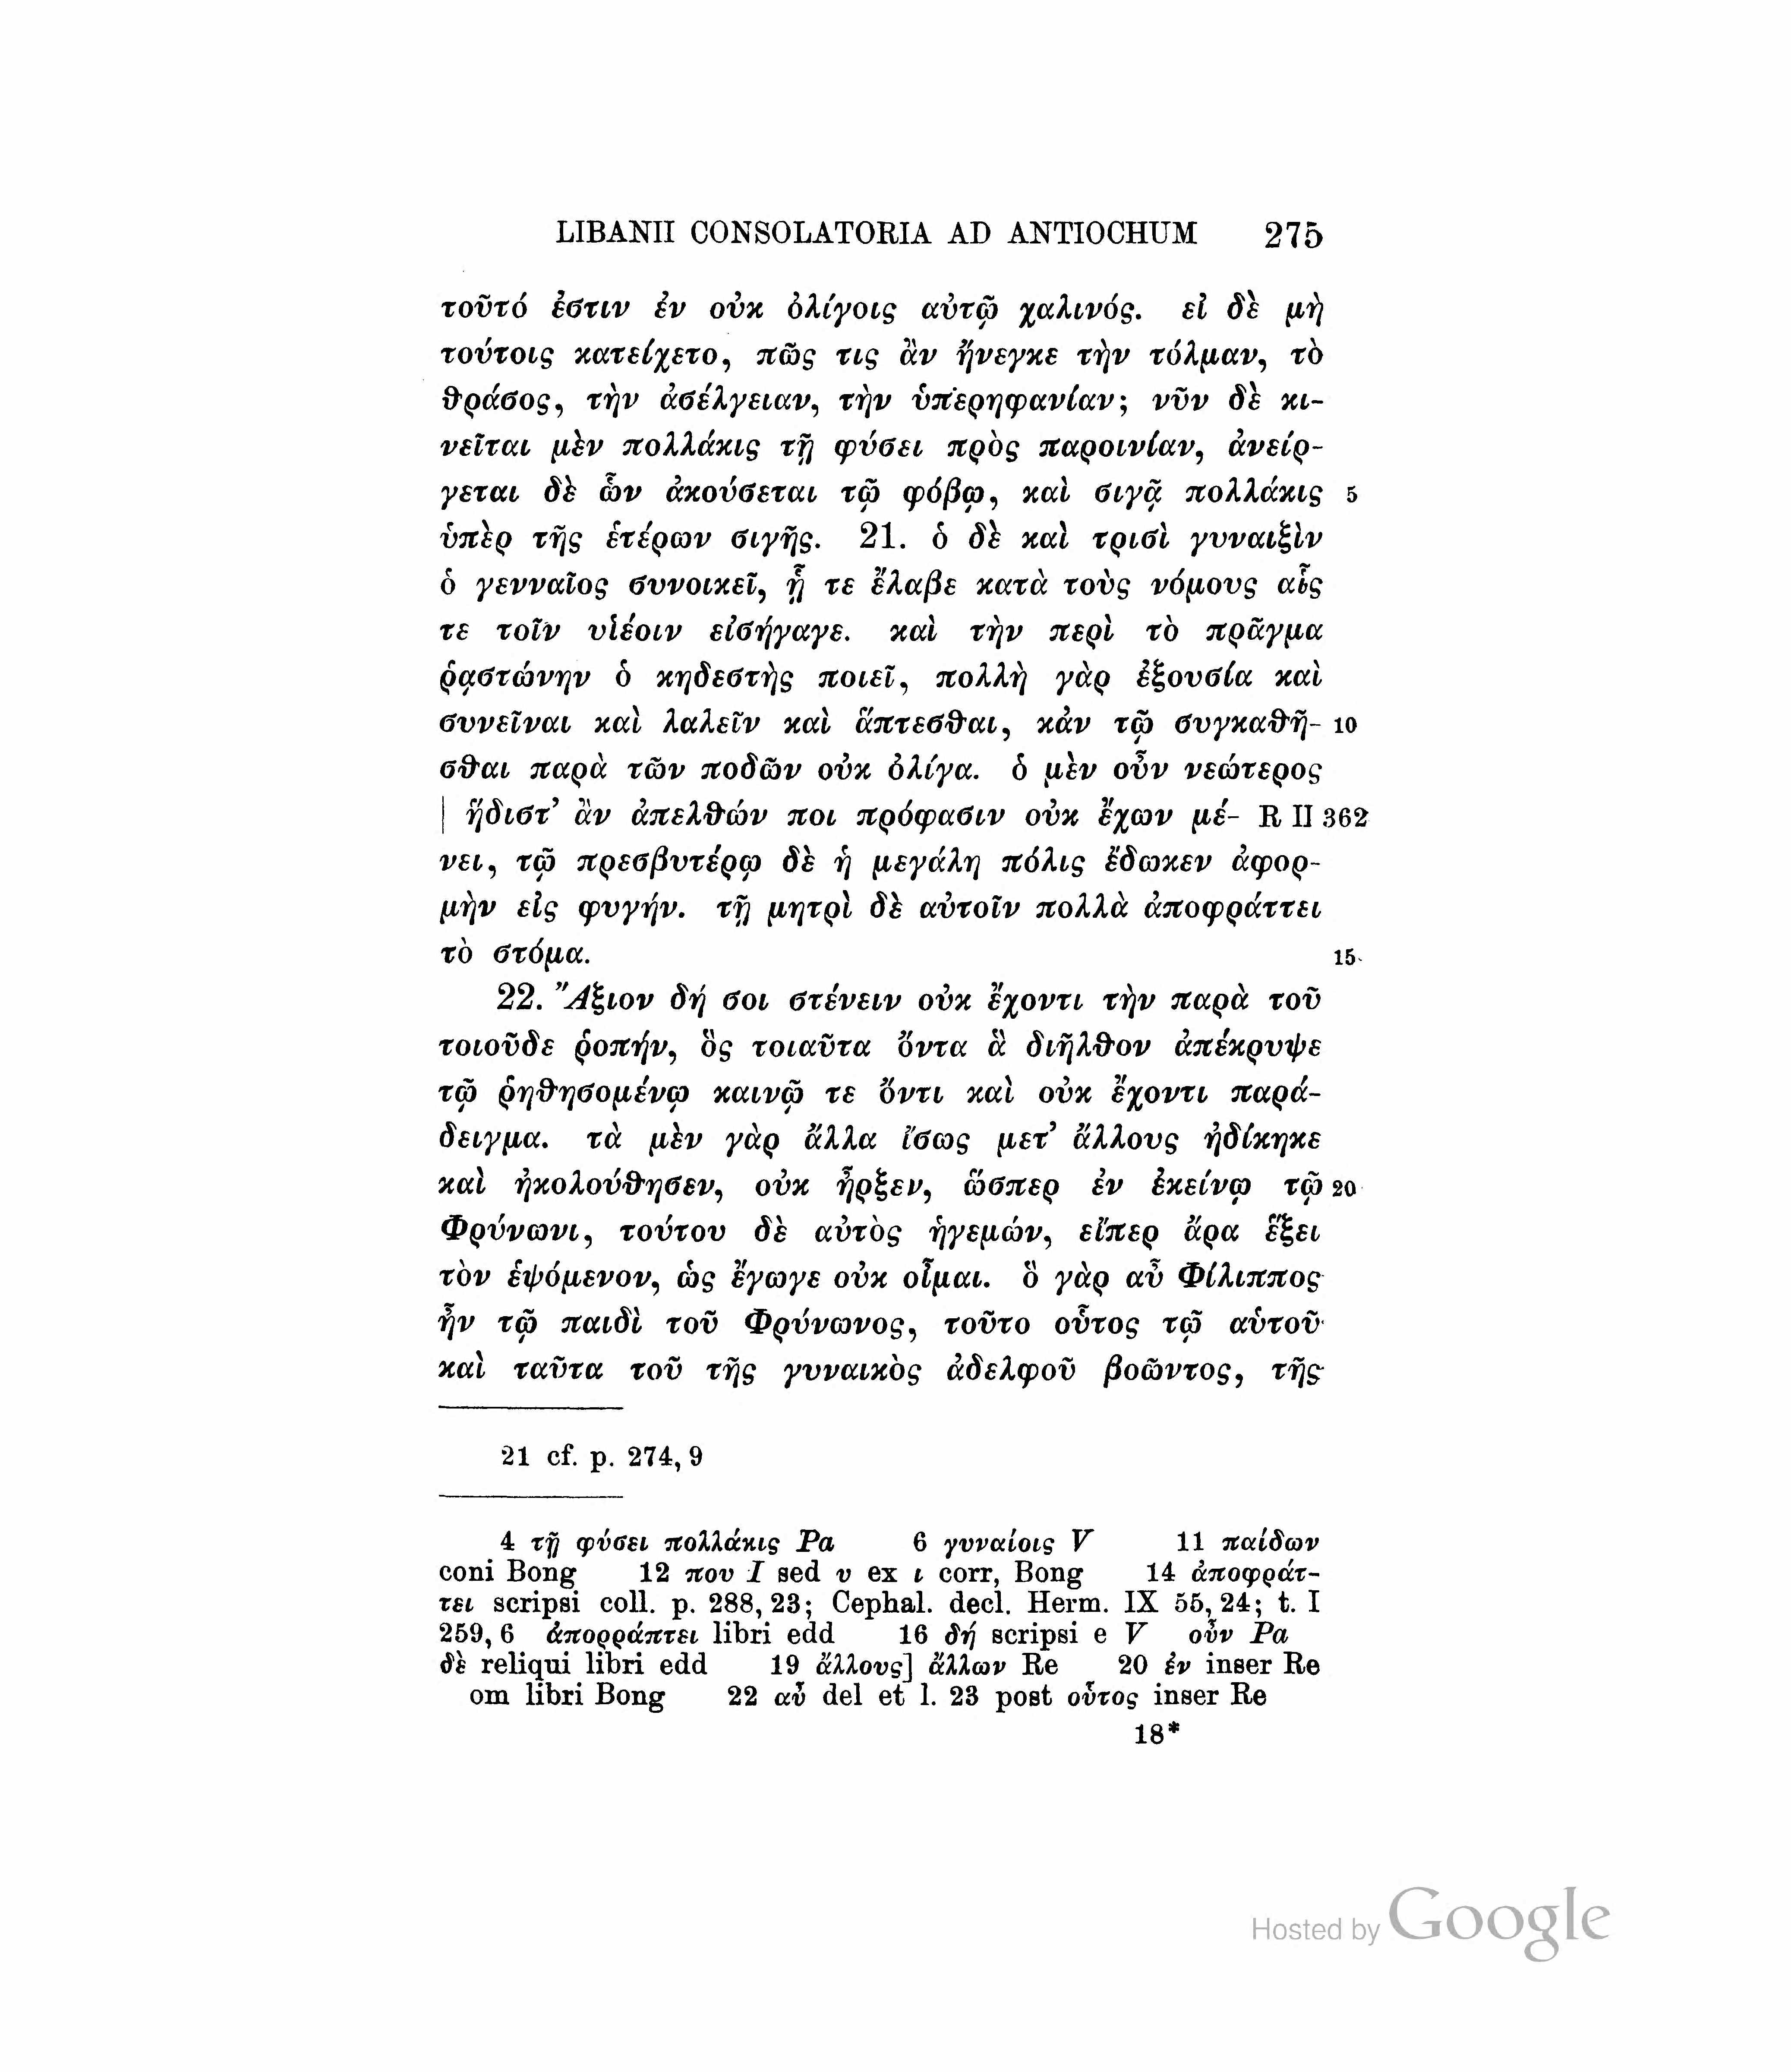 LIBANII CONSOLATORIA AD ANTIOCHUM 275
τοῦτό ἐστιν ἐν οὐκ ὀλίγοις αὐτῷ χαλινός. εἰ δὲ μὴ
τούτοις κατείχετο, πῶς τις ἂν ἤνεγκε τὴν τόλμαν, τὸ
θράσος, τὴν ἀσέλγειαν, τὴν ὑπερηφανίαν; νῦν δὲ κι-
νεῖται μὲν πολλάκις τῇ φύσει πρὸς παροινίαν, ἀνείρ-
γεται δὲ ὧν ἀκούσεται τῷ φόβῳ, καὶ σιγᾷ πολλάκις 5
ὑπὲρ τῆς ἑτέρων σιγῆς. 21. ὁ δὲ καὶ τρισὶ γυναιξὶν
ὁ γενναῖος συνοικεῖ, ᾗ τε ἔλαβε κατὰ τοὺς νόμους αἷς
τε τοῖν υἱέοιν εἰσήγαγε. καὶ τὴν περὶ τὸ πρᾶγμα
ῥᾳστώνην ὁ κηδεστὴς ποιεῖ, πολλὴ γὰρ ἐξουσία καὶ
συνεῖναι καὶ λαλεῖν καὶ ἅπτεσθαι, κἀν τῷ συγκαθῆ- 10
σθαι παρὰ τῶν ποδῶν οὐκ ὀλίγα. ὁ μὲν οὖν νεώτερος
| ἥδιστ’ ἂν ἀπελθών ποι πρόφασιν οὐκ ἔχων μέ- R II 362
νει, τῷ πρεσβυτέρῳ δὲ ἡ μεγάλη πόλις ἔδωκεν ἀφορ-
μὴν εἰς φυγήν. τῇ μητρὶ δὲ αὐτοῖν πολλὰ ἀποφράττει
τὸ στόμα. 15
22. Ἄξιον δή σοι στένειν οὐκ ἔχοντι τὴν παρὰ τοῦ
τοιοῦδε ῥοπήν, ὃς τοιαῦτα ὄντα ἃ διῆλθον ἀπέκρυψε
τῷ ῥηθησομένῳ καινῷ τε ὄντι καὶ οὐκ ἔχοντι παρά-
δειγμα. τὰ μὲν γὰρ ἄλλα ἴσως μετ’ ἄλλους ἠδίκηκε
καὶ ἠκολούθησεν, οὐκ ἦρξεν, ὥσπερ ἐν ἐκείνῳ τῷ 20
Φρύνωνι, τούτου δὲ αὐτὸς ἡγεμών, εἴπερ ἄρα ἕξει
τὸν ἑψόμενον, ὡς ἔγωγε οὐκ οἶμαι. ὃ γὰρ αὖ Φίλιππος
ἦν τῷ παιδὶ τοῦ Φρύνωνος, τοῦτο οὗτος τῷ αὑτοῦ
καὶ ταῦτα τοῦ τῆς γυναικὸς ἀδελφοῦ βοῶντος, τῆς
21 cf. p. 274, 9
4 τῇ φύσει πολλάκις Pa 6 γυναίοις V 11 παίδων
coni Bong 12 που I sed υ ex ι corr, Bong 14 ἀποφράτ-
τει scripsi coll. p. 288, 23; Cephal. decl. Herm. IX 55, 24; t. I
259, 6 ἀπορράπτει libri edd 16 δή scripsi e V οὖν Pa
δὲ reliqui libri edd 19 ἄλλους] ἄλλων Re 20 ἐν inser Re
om libri Bong 22 αὖ del et l. 23 post οὗτος inser Re
18*
Hosted by Google